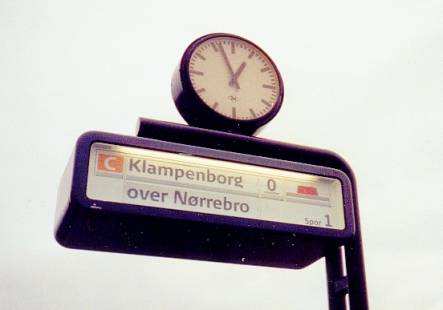 C Klampenborg 0
over Nørrebro
Spor 1